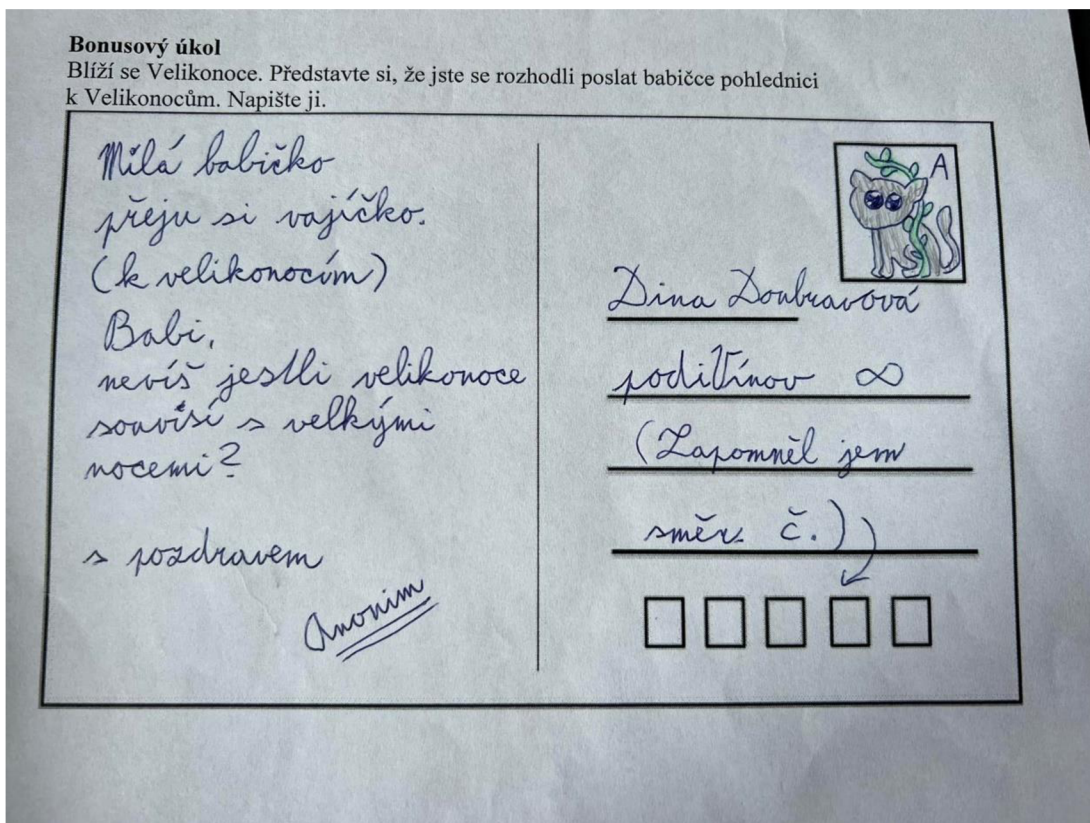 Bonusový úkol
Blíží se Velikonoce. Představte si, že jste se rozhodli poslat babičce pohlednici
k Velikonocům. Napište ji.
Milá babičko
přeju si vajíčko.
(k velikonocím)
Babi,
nevíš jestli velikonoce
souvisí s velkými
nocemi?
s pozdravem
Anonim
A
Dina Doubravová
poditínov ∞
(Zapomněl jem
směr. č.)